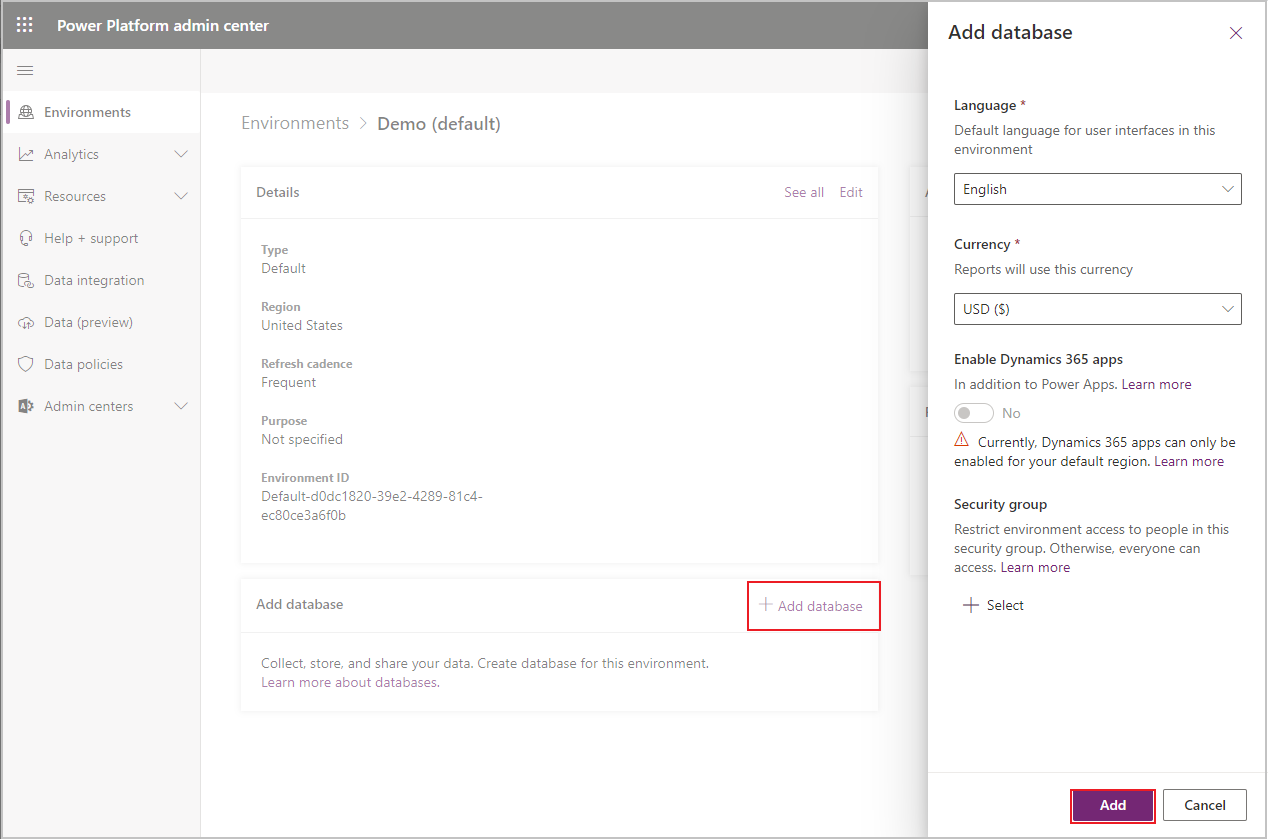 Power Platform admin center
Environments
Analytics
Resources
Help + support
Data integration
Data (preview)
Data policies
Admin centers
Environments > Demo (default)
Details
See all Edit
Type
Default
Region
United States
Refresh cadence
Frequent
Purpose
Not specified
Environment ID
Default-d0dc1820-39e2-4289-81c4-
ec80ce3a6f0b
Add database
+ Add database
Collect, store, and share your data. Create database for this environment.
Learn more about databases.
Add database
Language *
Default language for user interfaces in this
environment
English
Currency *
Reports will use this currency
USD ($)
Enable Dynamics 365 apps
In addition to Power Apps. Learn more
No
Currently, Dynamics 365 apps can only be
enabled for your default region. Learn more
Security group
Restrict environment access to people in this
security group. Otherwise, everyone can
access. Learn more
+ Select
Add
Cancel